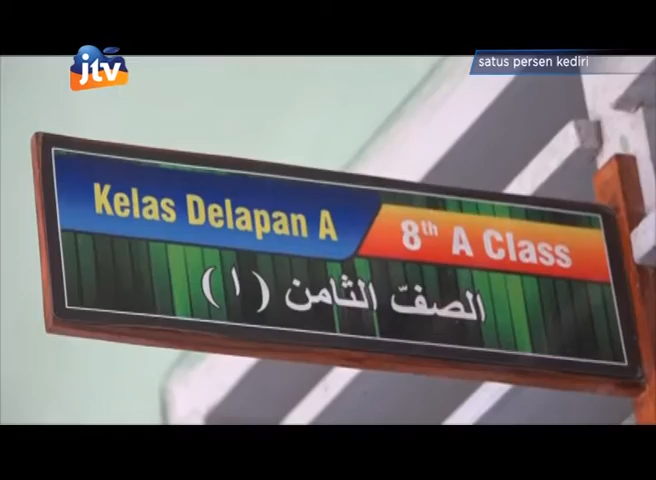 jtv
satus persen kediri
Kelas Delapan A
8th A Class
الصفّ الثامن (١)